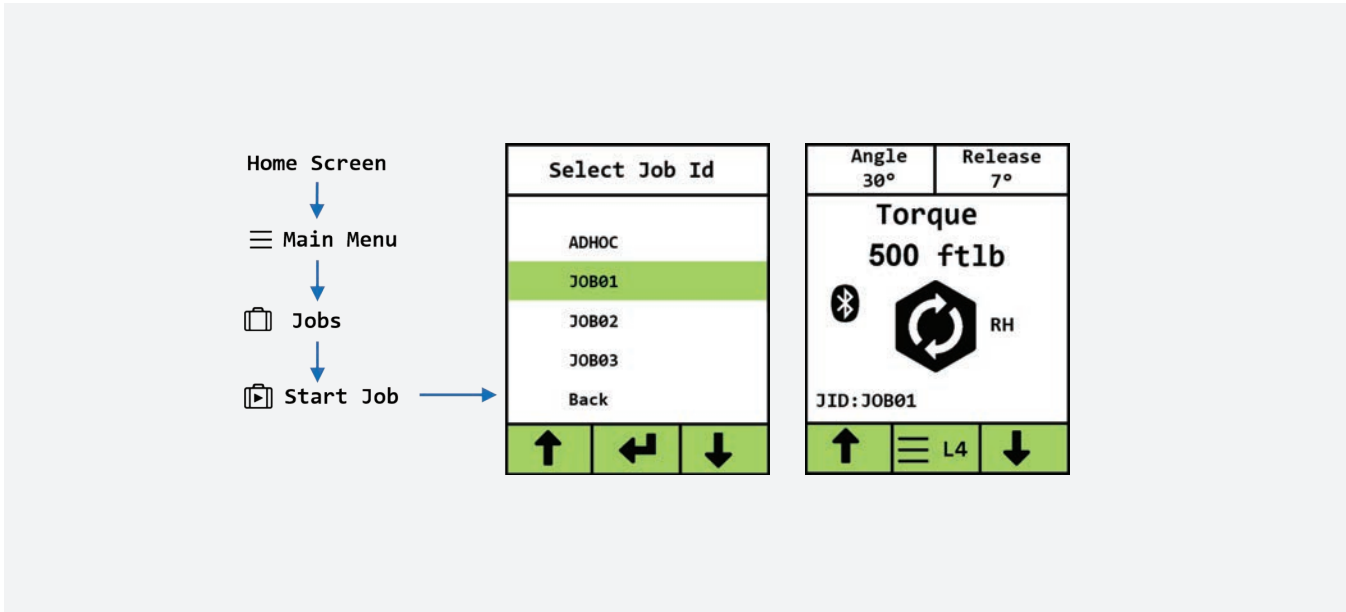 Home Screen
Main Menu
Jobs
Start Job
Select Job Id
ADHOC
JOB01
JOB02
JOB03
Back
Angle
30°
Release
7°
Torque
500 ftlb
RH
JID:JOB01
L4